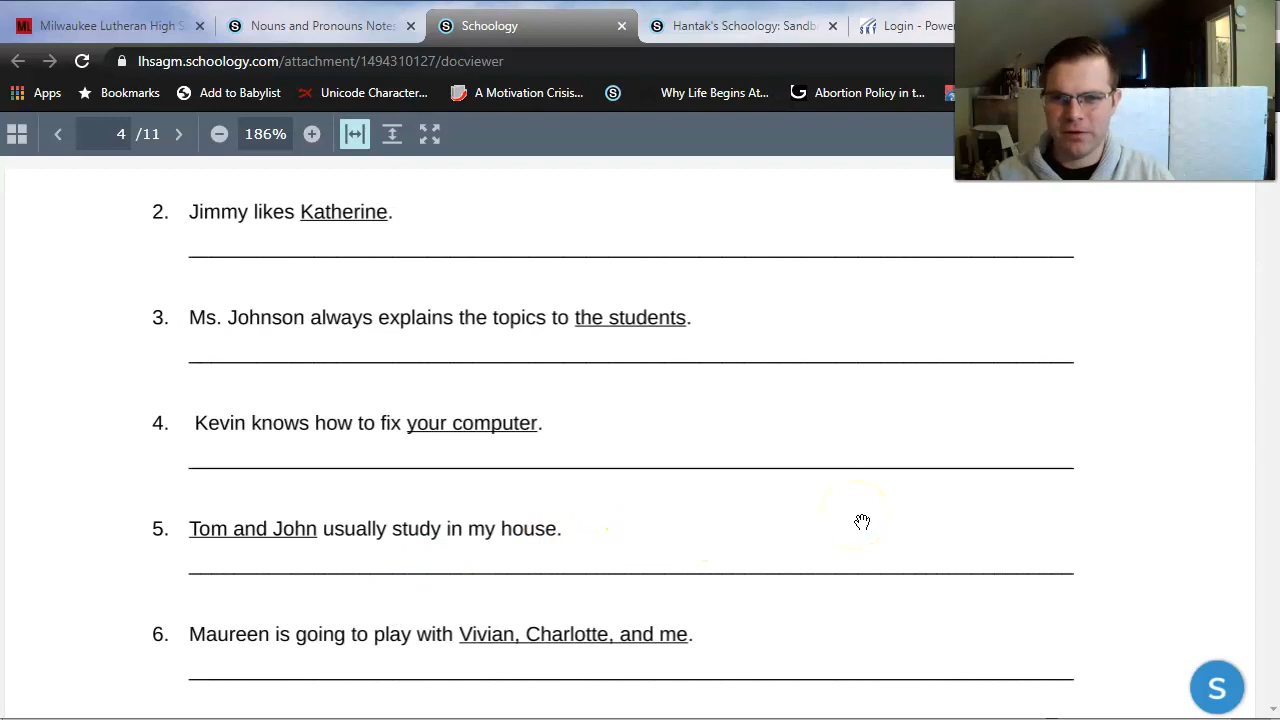 ML Milwaukee Lutheran High S
S Nouns and Pronouns Notes
S Schoology
S Hantak's Schoology: Sandb
Login - Powe
lhsagm.schoology.com/attachment/1494310127/docviewer
Apps
Bookmarks
Add to Babylist
Unicode Character...
A Motivation Crisis...
S
Why Life Begins At...
Abortion Policy in t...
4 /11
186%
2. Jimmy likes Katherine.
3. Ms. Johnson always explains the topics to the students.
4. Kevin knows how to fix your computer.
5. Tom and John usually study in my house.
6. Maureen is going to play with Vivian, Charlotte, and me.
S